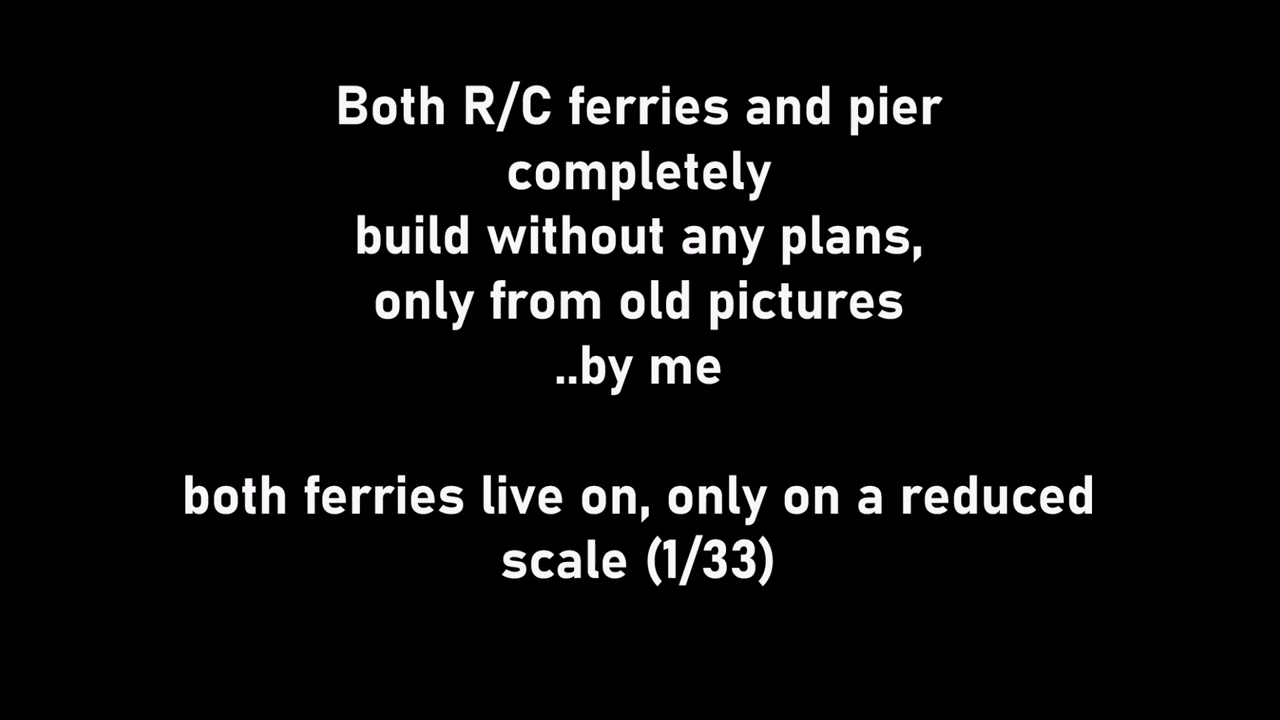 Both R/C ferries and pier
completely
build without any plans,
only from old pictures
..by me
both ferries live on, only on a reduced
scale (1/33)